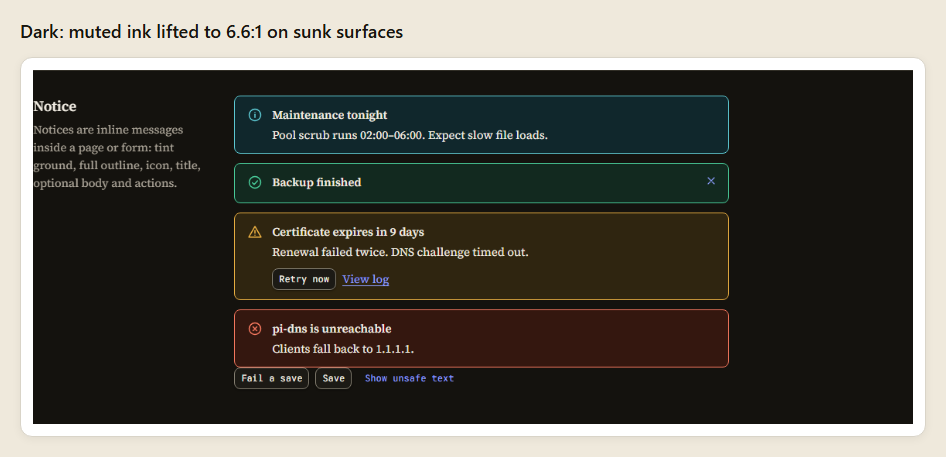 Dark: muted ink lifted to 6.6:1 on sunk surfaces
Notice
Notices are inline messages
inside a page or form: tint
ground, full outline, icon, title,
optional body and actions.
Maintenance tonight
Pool scrub runs 02:00–06:00. Expect slow file loads.
Backup finished
Certificate expires in 9 days
Renewal failed twice. DNS challenge timed out.
Retry now View log
pi-dns is unreachable
Clients fall back to 1.1.1.1.
Fail a save Save Show unsafe text